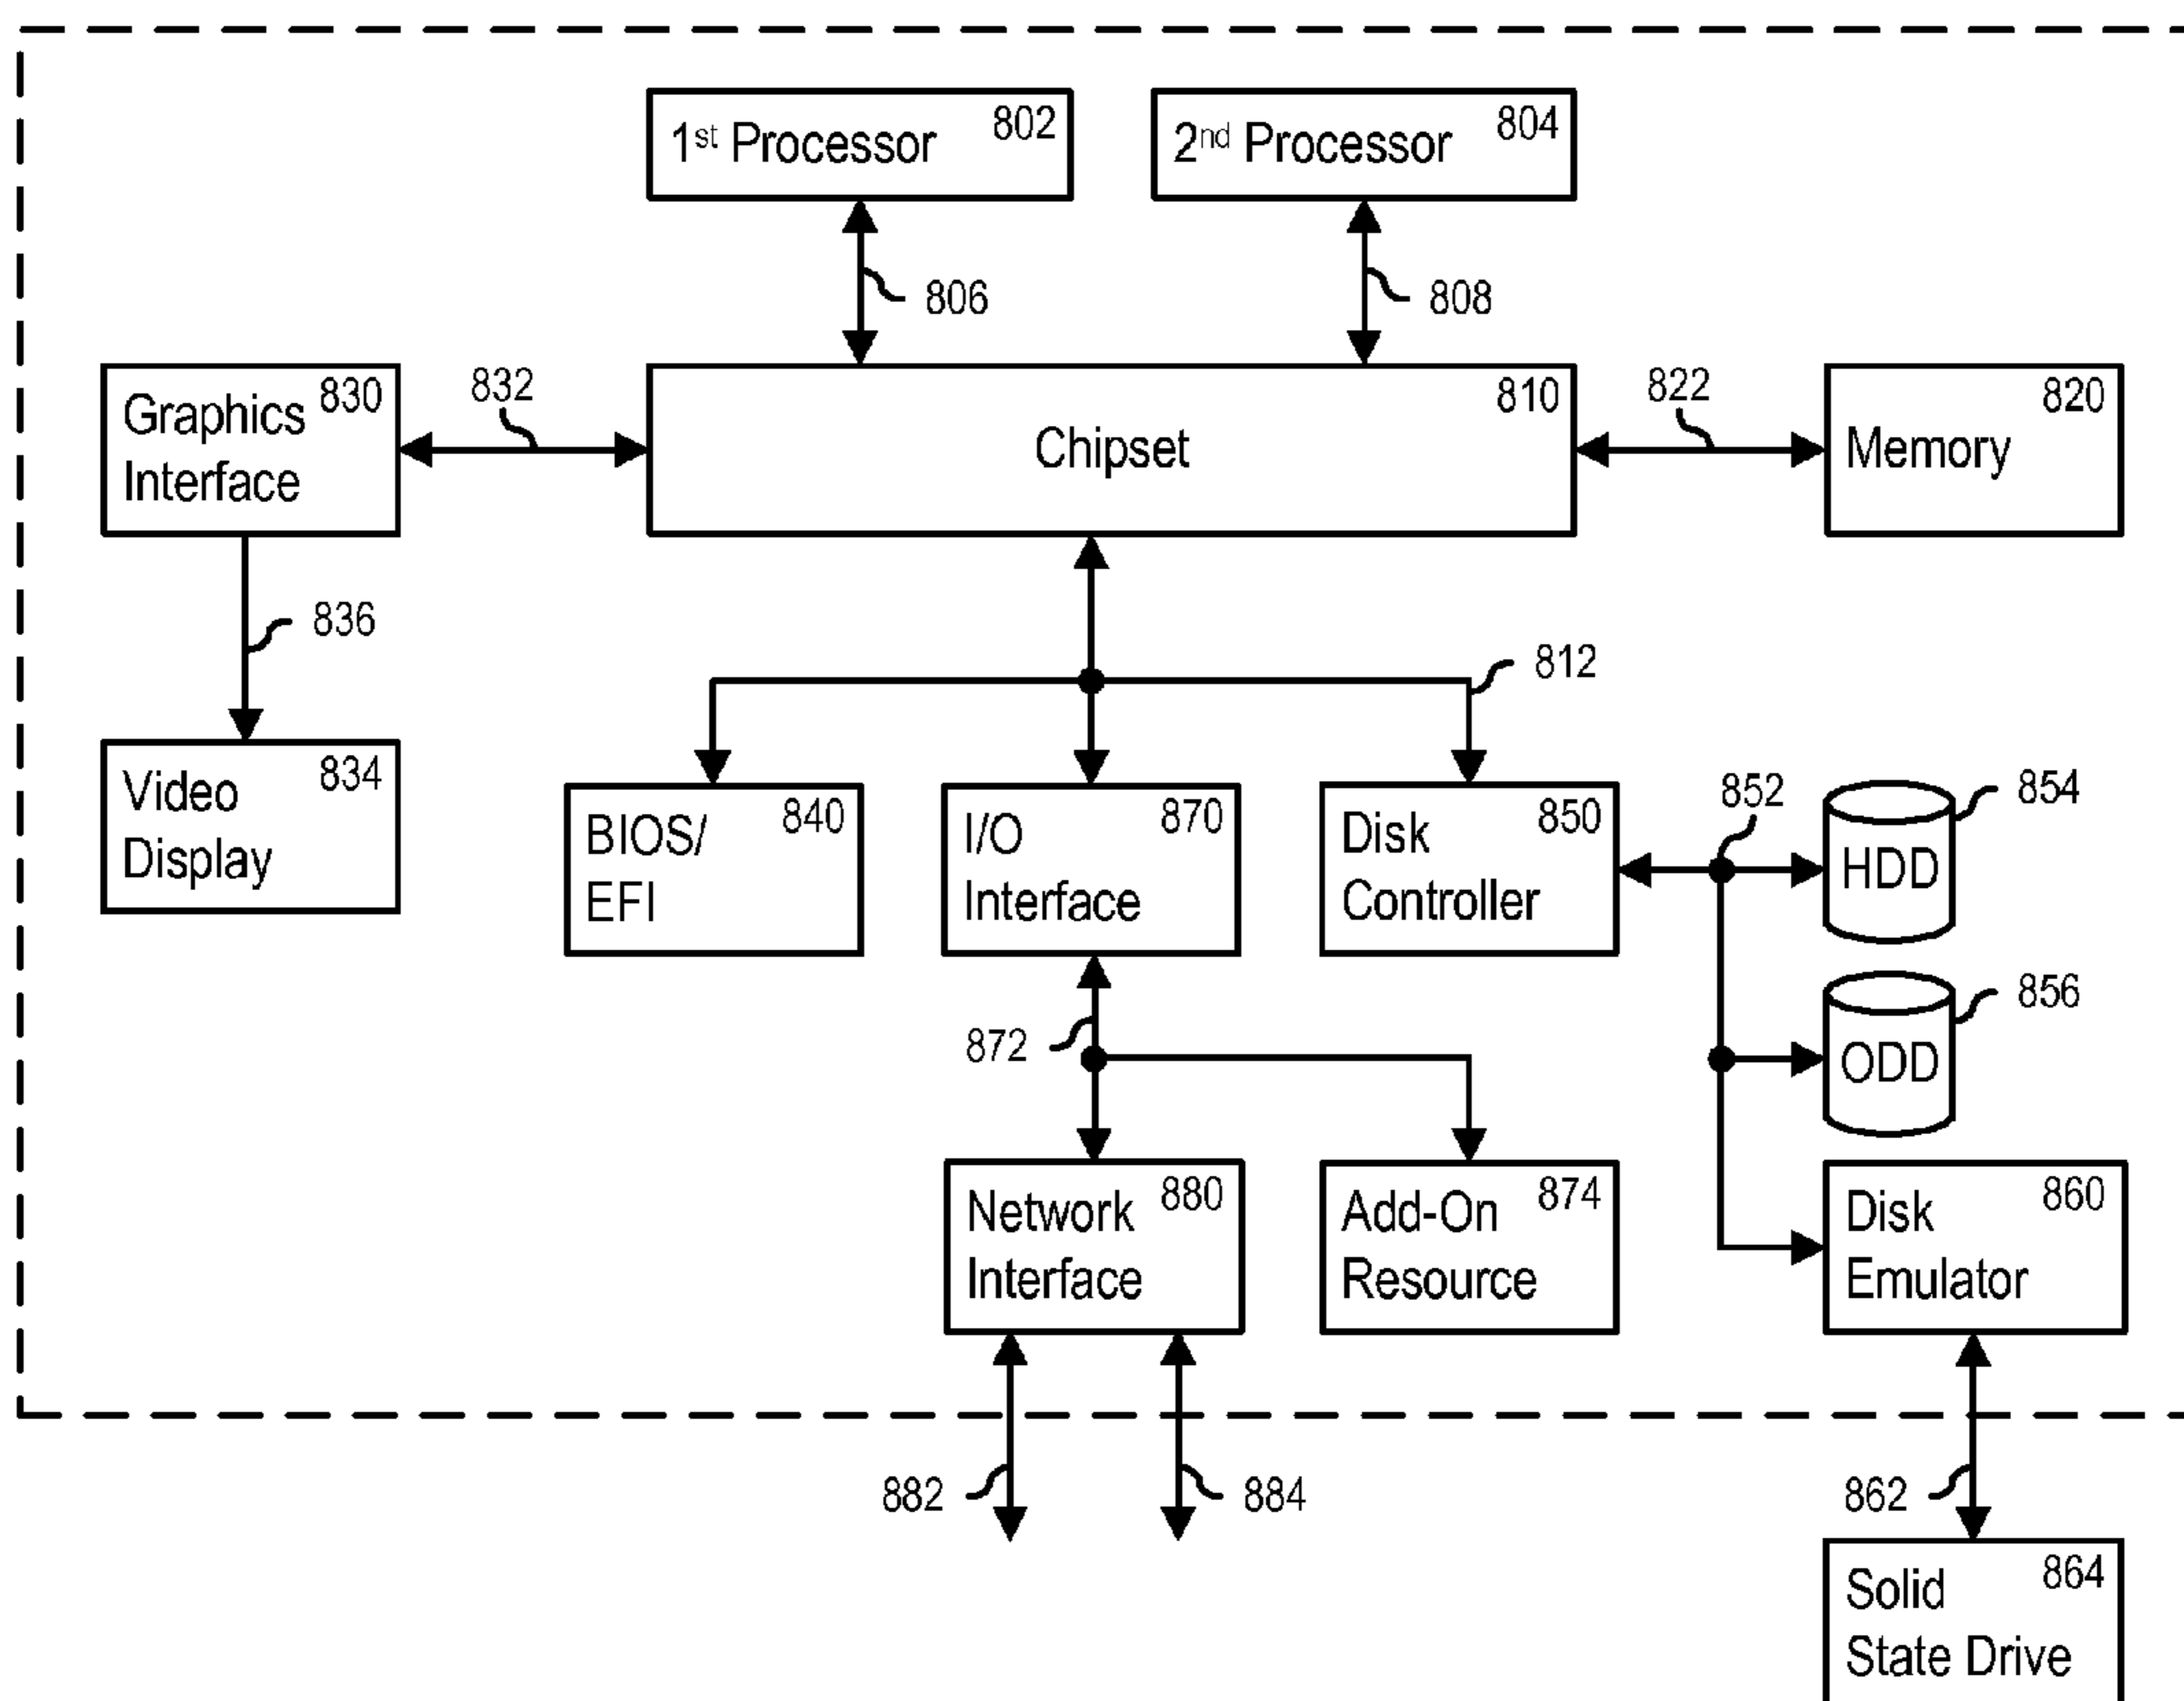 1st Processor 802
2nd Processor 804
806
808
Graphics 830
Interface
832
810
Chipset
822
820
Memory
836
812
Video 834
Display
BIOS/ 840
EFI
I/O 870
Interface
Disk 850
Controller
852
854
HDD
856
ODD
872
Network 880
Interface
Add-On 874
Resource
Disk 860
Emulator
882
884
862
Solid 864
State Drive